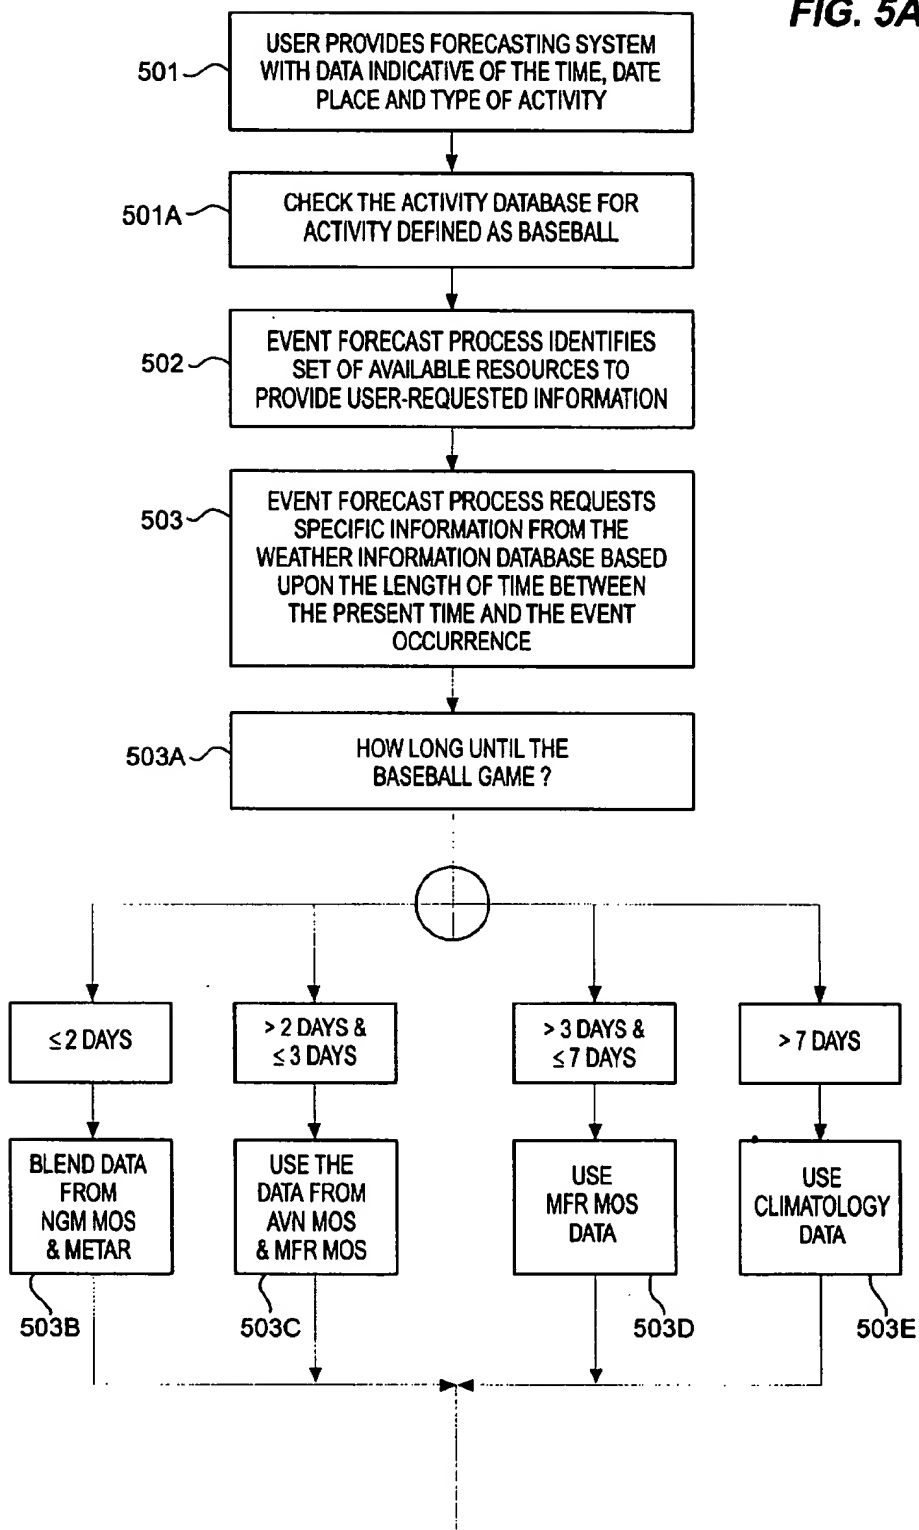 FIG. 5A
USER PROVIDES FORECASTING SYSTEM
WITH DATA INDICATIVE OF THE TIME, DATE
PLACE AND TYPE OF ACTIVITY
501
CHECK THE ACTIVITY DATABASE FOR
ACTIVITY DEFINED AS BASEBALL
501A
EVENT FORECAST PROCESS IDENTIFIES
SET OF AVAILABLE RESOURCES TO
PROVIDE USER-REQUESTED INFORMATION
502
EVENT FORECAST PROCESS REQUESTS
SPECIFIC INFORMATION FROM THE
WEATHER INFORMATION DATABASE BASED
UPON THE LENGTH OF TIME BETWEEN
THE PRESENT TIME AND THE EVENT
OCCURRENCE
503
HOW LONG UNTIL THE
BASEBALL GAME ?
503A
≤ 2 DAYS
> 2 DAYS &
≤ 3 DAYS
> 3 DAYS &
≤ 7 DAYS
> 7 DAYS
BLEND DATA
FROM
NGM MOS
& METAR
USE THE
DATA FROM
AVN MOS
& MFR MOS
USE
MFR MOS
DATA
USE
CLIMATOLOGY
DATA
503B
503C
503D
503E